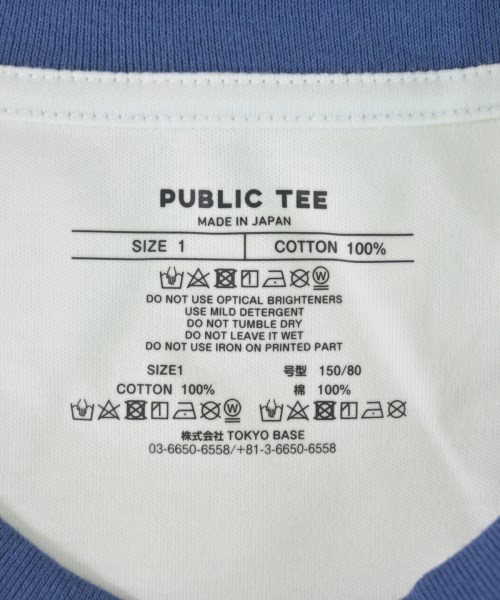 PUBLIC TEE
MADE IN JAPAN
SIZE 1 COTTON 100%
DO NOT USE OPTICAL BRIGHTENERS
USE MILD DETERGENT
DO NOT TUMBLE DRY
DO NOT LEAVE IT WET
DO NOT USE IRON ON PRINTED PART
SIZE1 号型 150/80
COTTON 100% 棉 100%
株式会社 TOKYO BASE
03-6650-6558/+81-3-6650-6558